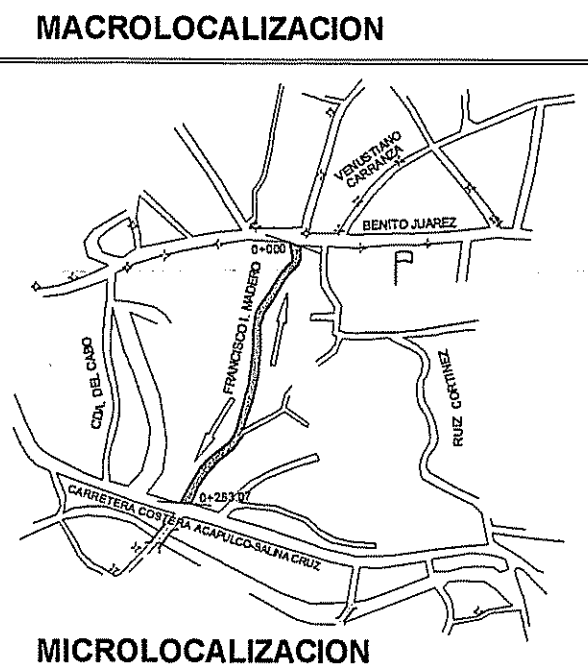 MACROLOCALIZACION
VENUSTIANO
CARRANZA
BENITO JUAREZ
0+000
FRANCISCO I. MADERO
CDA. DEL CABO
RUIZ CORTINEZ
0+263.07
CARRETERA COSTERA ACAPULCO-SALINA CRUZ
MICROLOCALIZACION